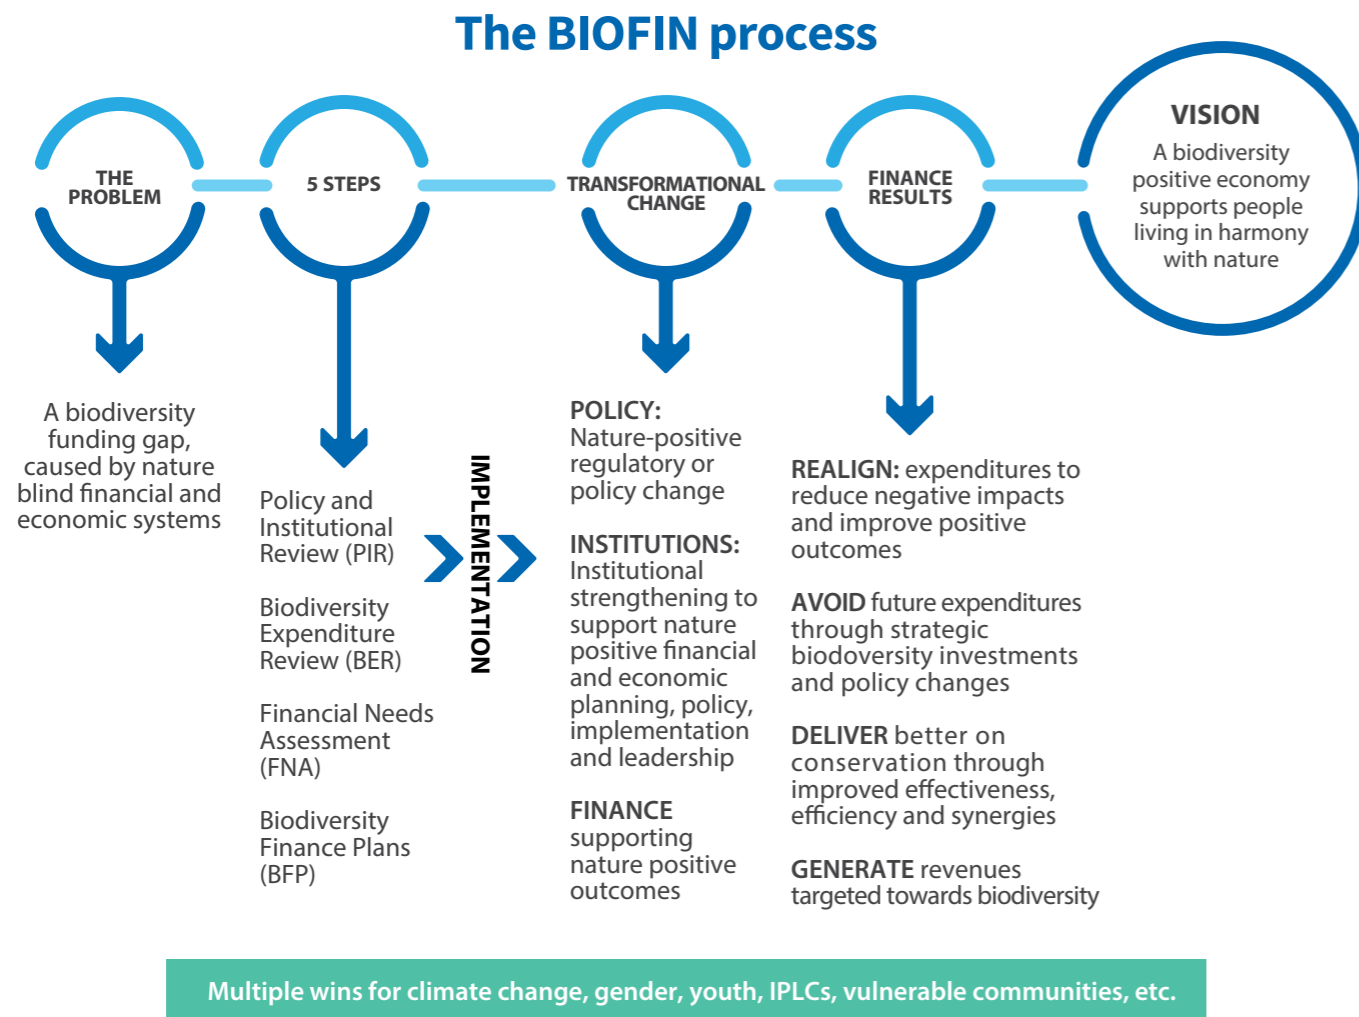 The BIOFIN process
THE
PROBLEM
5 STEPS
TRANSFORMATIONAL
CHANGE
FINANCE
RESULTS
VISION
A biodiversity
positive economy
supports people
living in harmony
with nature
A biodiversity
funding gap,
caused by nature
blind financial and
economic systems
Policy and
Institutional
Review (PIR)
Biodiversity
Expenditure
Review (BER)
Financial Needs
Assessment
(FNA)
Biodiversity
Finance Plans
(BFP)
IMPLEMENTATION
POLICY:
Nature-positive
regulatory or
policy change
INSTITUTIONS:
Institutional
strengthening to
support nature
positive financial
and economic
planning, policy,
implementation
and leadership
FINANCE
supporting
nature positive
outcomes
REALIGN: expenditures to
reduce negative impacts
and improve positive
outcomes
AVOID future expenditures
through strategic
biodoversity investments
and policy changes
DELIVER better on
conservation through
improved effectiveness,
efficiency and synergies
GENERATE revenues
targeted towards biodiversity
Multiple wins for climate change, gender, youth, IPLCs, vulnerable communities, etc.